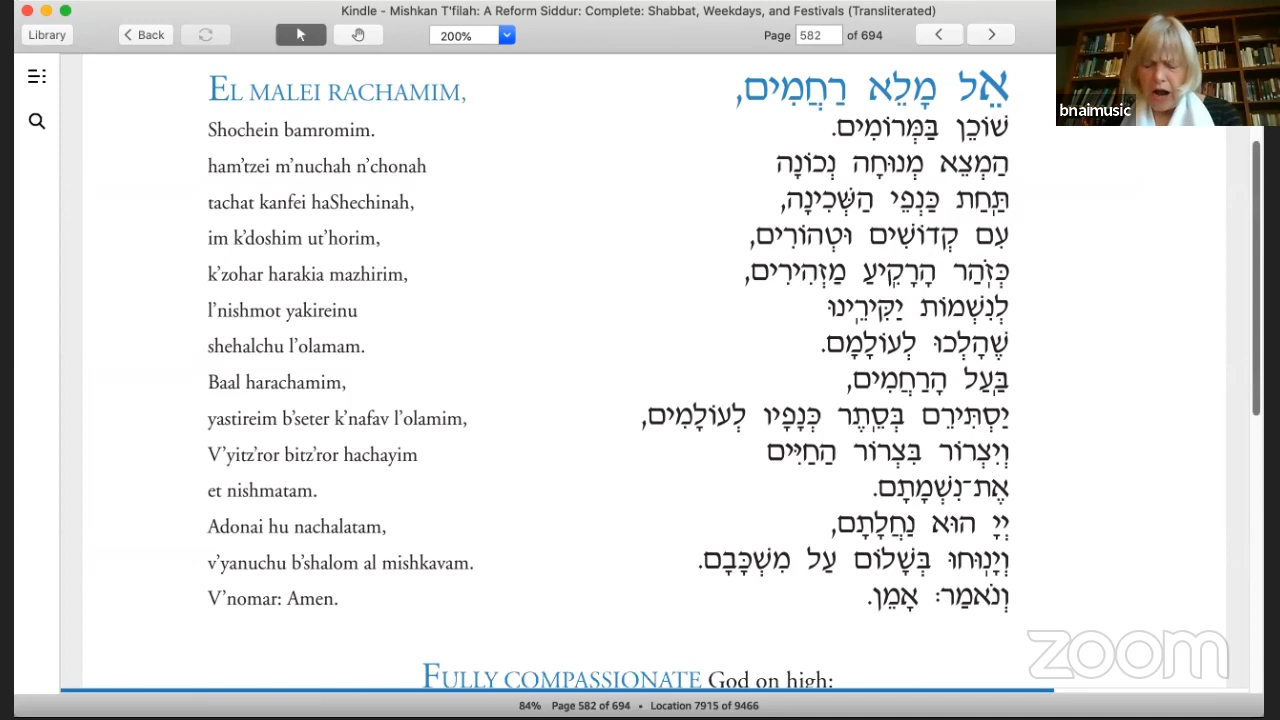 Kindle - Mishkan T'filah: A Reform Siddur: Complete: Shabbat, Weekdays, and Festivals (Transliterated)
Library Back 200% Page 582 of 694
bnaimusic
EL MALEI RACHAMIM,
Shochein bamromim.
ham'tzei m'nuchah n'chonah
tachat kanfei haShechinah,
im k'doshim ut'horim,
k'zohar harakia mazhirim,
l'nishmot yakireinu
shehalchu l'olamam.
Baal harachamim,
yastireim b'seter k'nafav l'olamim,
V'yitz'ror bitz'ror hachayim
et nishmatam.
Adonai hu nachalatam,
v'yanuchu b'shalom al mishkavam.
V'nomar: Amen.
אֵל מָלֵא רַחֲמִים,
שׁוֹכֵן בַּמְּרוֹמִים.
הַמְצֵא מְנוּחָה נְכוֹנָה
תַּֽחַת כַּנְפֵי הַשְּׁכִינָה,
עִם קְדוֹשִׁים וּטְהוֹרִים,
כְּזֹֽהַר הָרָקִֽיעַ מַזְהִירִים,
לְנִשְׁמוֹת יַקִּירֵֽינוּ
שֶׁהָלְכוּ לְעוֹלָמָם.
בַּֽעַל הָרַחֲמִים,
יַסְתִּירֵם בְּסֵֽתֶר כְּנָפָיו לְעוֹלָמִים,
וְיִצְרוֹר בִּצְרוֹר הַחַיִּים
אֶת־נִשְׁמָתָם.
יְיָ הוּא נַחֲלָתָם,
וְיָנֽוּחוּ בְּשָׁלוֹם עַל מִשְׁכָּבָם.
וְנֹאמַר: אָמֵן.
FULLY COMPASSIONATE God on high:
zoom
84% Page 582 of 694 • Location 7915 of 9466